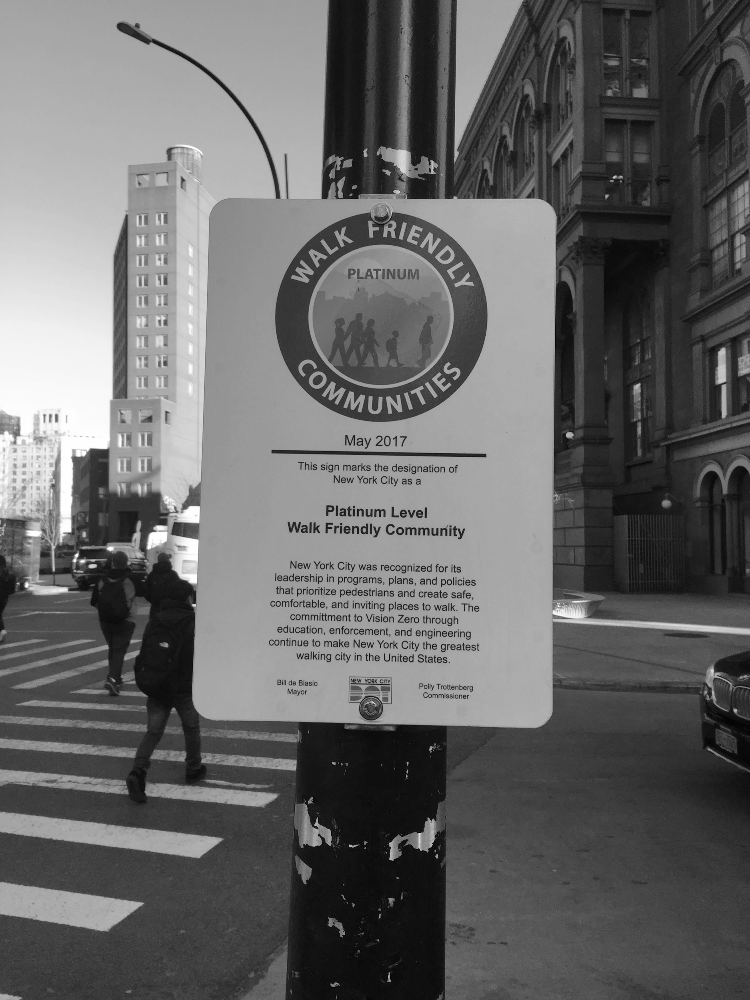 WALK FRIENDLY
PLATINUM
COMMUNITIES
May 2017
This sign marks the designation of
New York City as a
Platinum Level
Walk Friendly Community
New York City was recognized for its
leadership in programs, plans, and policies
that prioritize pedestrians and create safe,
comfortable, and inviting places to walk. The
committment to Vision Zero through
education, enforcement, and engineering
continue to make New York City the greatest
walking city in the United States.
Bill de Blasio
Mayor
NEW YORK CITY
DOT
Polly Trottenberg
Commissioner